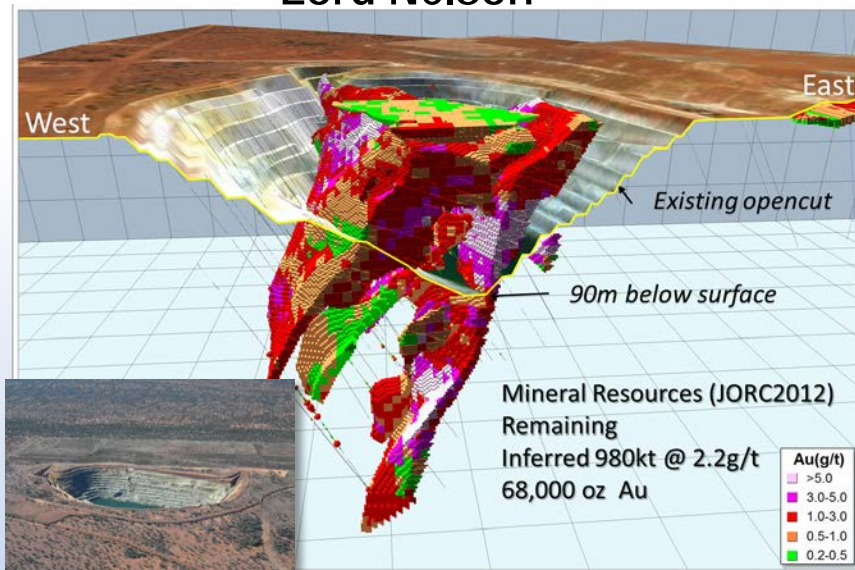 Lord Nelson
West
East
Existing opencut
90m below surface
Mineral Resources (JORC2012)
Remaining
Inferred 980kt @ 2.2g/t
68,000 oz Au
Au(g/t)
>5.0
3.0-5.0
1.0-3.0
0.5-1.0
0.2-0.5